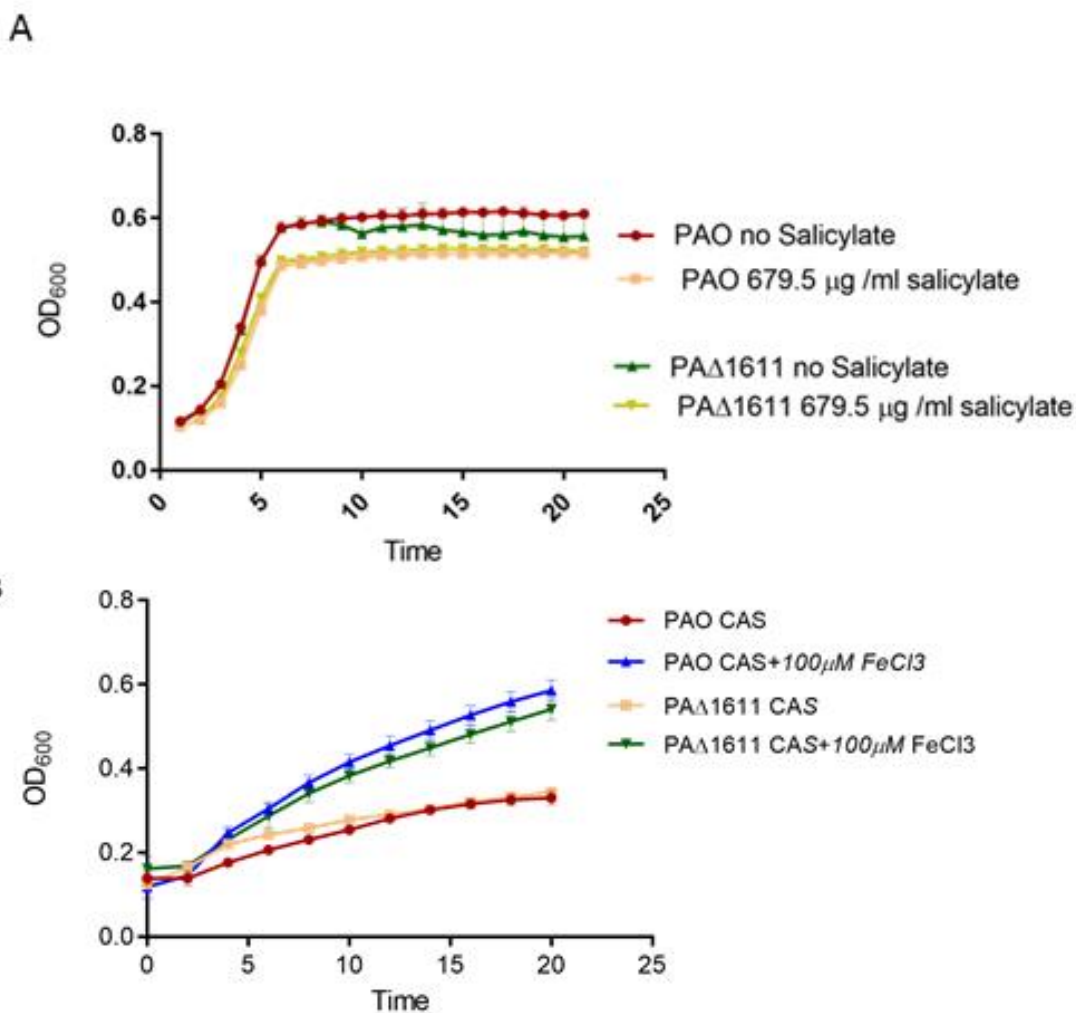 A
0.8
0.6
0.4
0.2
0.0
OD600
0
5
10
15
20
25
Time
PAO no Salicylate
PAO 679.5 µg /ml salicylate
PAΔ1611 no Salicylate
PAΔ1611 679.5 µg /ml salicylate
0.8
0.6
0.4
0.2
0.0
OD600
0
5
10
15
20
25
Time
PAO CAS
PAO CAS+100µM FeCl3
PAΔ1611 CAS
PAΔ1611 CAS+100µM FeCl3